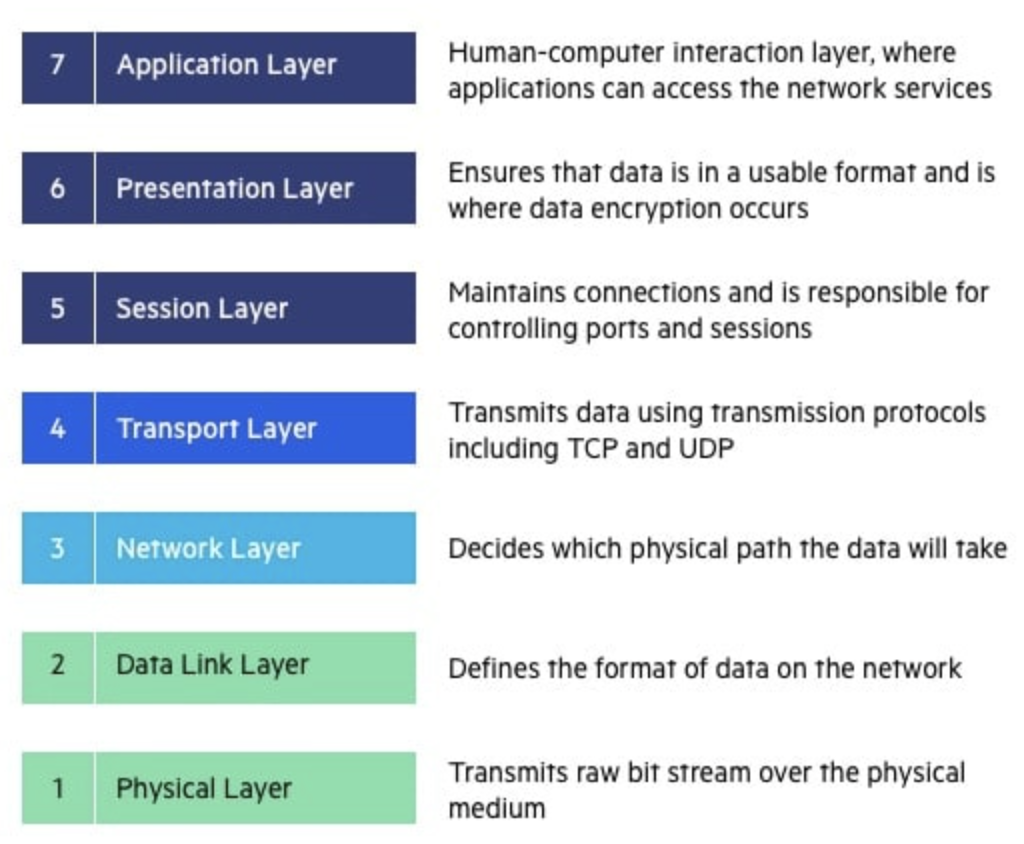 7 Application Layer
Human-computer interaction layer, where
applications can access the network services
6 Presentation Layer
Ensures that data is in a usable format and is
where data encryption occurs
5 Session Layer
Maintains connections and is responsible for
controlling ports and sessions
4 Transport Layer
Transmits data using transmission protocols
including TCP and UDP
3 Network Layer
Decides which physical path the data will take
2 Data Link Layer
Defines the format of data on the network
1 Physical Layer
Transmits raw bit stream over the physical
medium